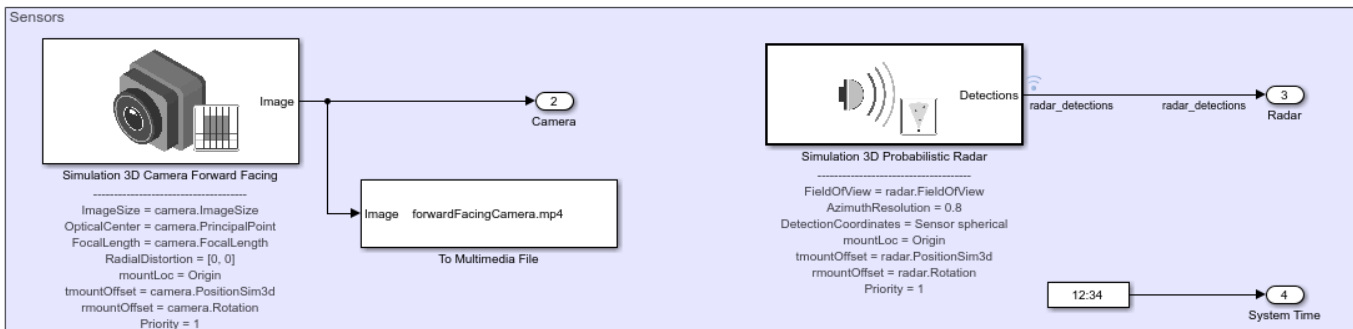 Sensors
Image
2
Camera
Simulation 3D Camera Forward Facing
----------------------------------------
ImageSize = camera.ImageSize
OpticalCenter = camera.PrincipalPoint
FocalLength = camera.FocalLength
RadialDistortion = [0, 0]
mountLoc = Origin
tmountOffset = camera.PositionSim3d
rmountOffset = camera.Rotation
Priority = 1
Image forwardFacingCamera.mp4
To Multimedia File
Detections
radar_detections radar_detections
3
Radar
Simulation 3D Probabilistic Radar
----------------------------------------
FieldOfView = radar.FieldOfView
AzimuthResolution = 0.8
DetectionCoordinates = Sensor spherical
mountLoc = Origin
tmountOffset = radar.PositionSim3d
rmountOffset = radar.Rotation
Priority = 1
12:34
4
System Time